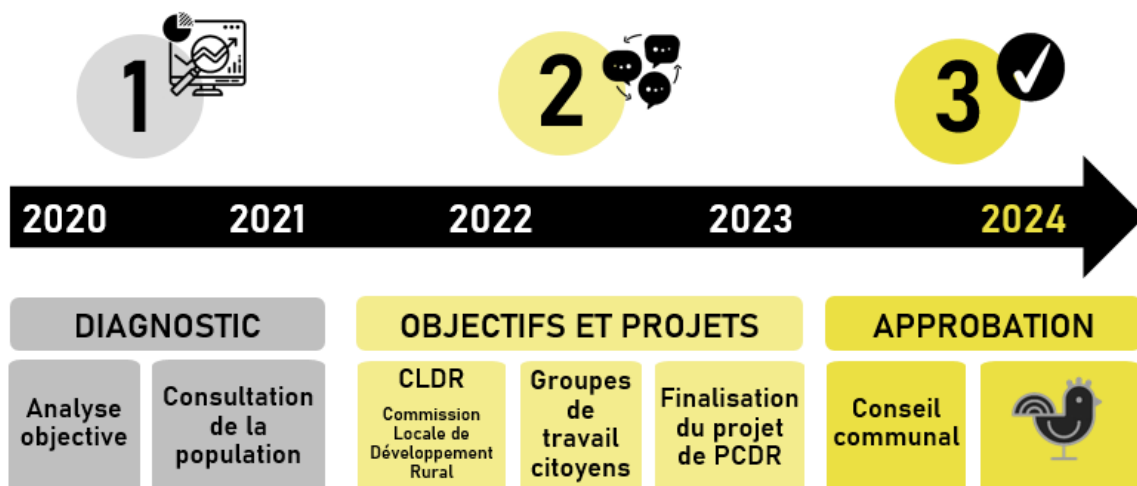 1
2
3
2020 2021 2022 2023 2024
DIAGNOSTIC
OBJECTIFS ET PROJETS
APPROBATION
Analyse
objective
Consultation
de la
population
CLDR
Commission
Locale de
Développement
Rural
Groupes
de
travail
citoyens
Finalisation
du projet
de PCDR
Conseil
communal